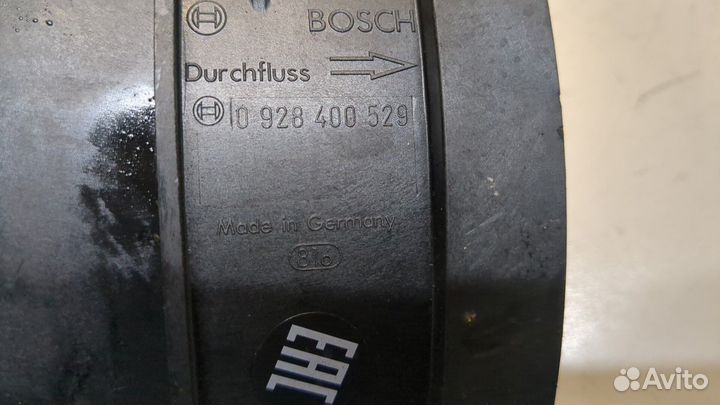 BOSCH
Durchfluss
0 928 400 529
Made in Germany
816
EAC
Avito